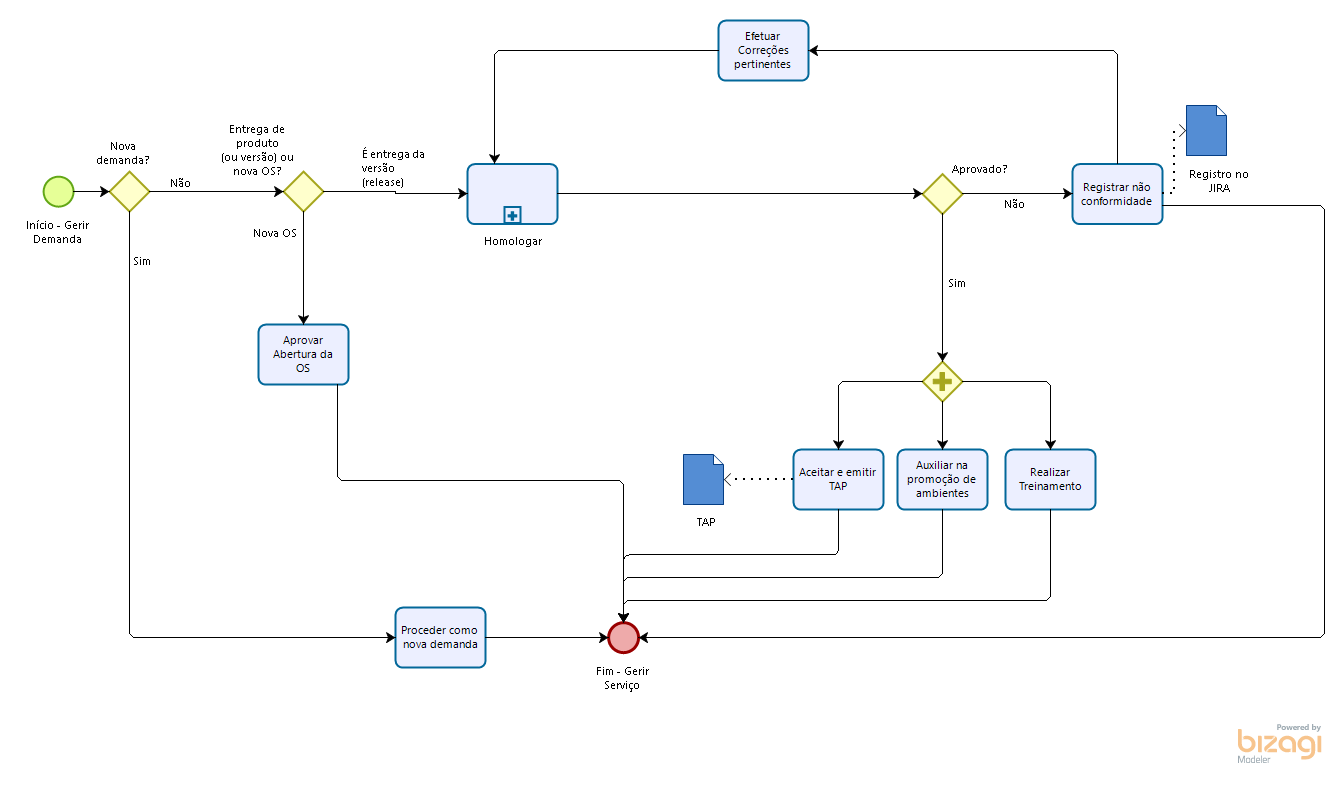 Efetuar
Correções
pertinentes
Nova
demanda?
Entrega de
produto
(ou versão) ou
nova OS?
É entrega da
versão
(release)
Não
Aprovado?
Não
Registrar não
conformidade
Registro no
JIRA
Início - Gerir
Demanda
Nova OS
Homologar
Sim
Sim
Aprovar
Abertura da
OS
Aceitar e emitir
TAP
Auxiliar na
promoção de
ambientes
Realizar
Treinamento
TAP
Proceder como
nova demanda
Fim - Gerir
Serviço
Powered by
bizagi
Modeler